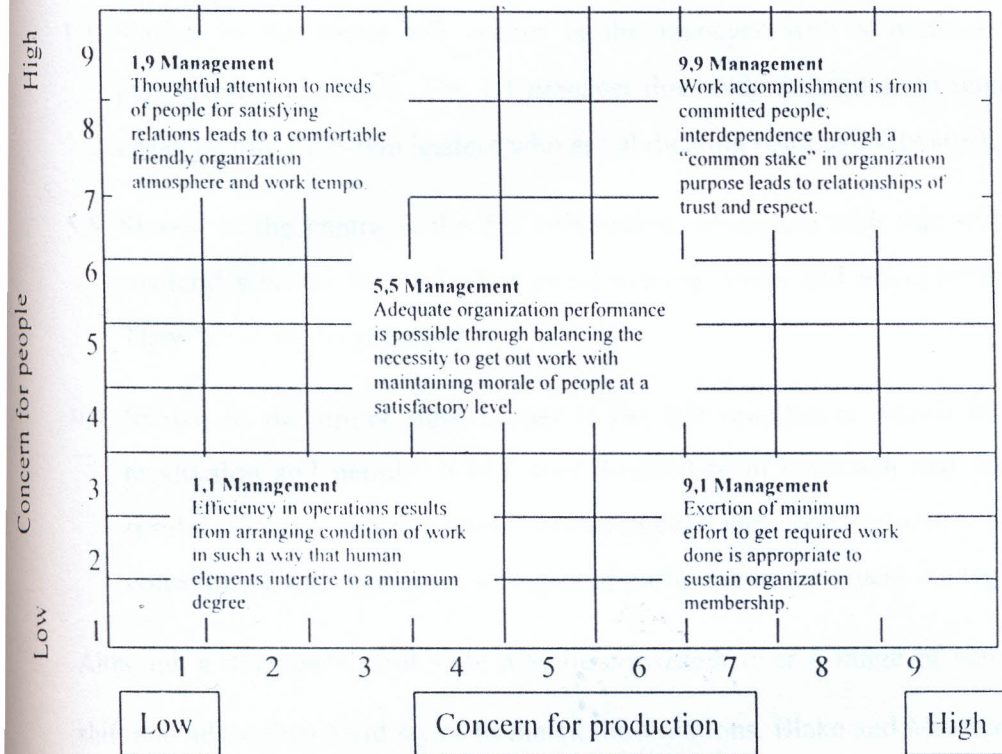 High
9
8
7
6
5
4
3
2
1
Low
Concern for people
1,9 Management
Thoughtful attention to needs
of people for satisfying
relations leads to a comfortable
friendly organization
atmosphere and work tempo.
9,9 Management
Work accomplishment is from
committed people;
interdependence through a
“common stake” in organization
purpose leads to relationships of
trust and respect.
5,5 Management
Adequate organization performance
is possible through balancing the
necessity to get out work with
maintaining morale of people at a
satisfactory level.
1,1 Management
Efficiency in operations results
from arranging condition of work
in such a way that human
elements interfere to a minimum
degree
9,1 Management
Exertion of minimum
effort to get required work
done is appropriate to
sustain organization
membership.
1 2 3 4 5 6 7 8 9
Low
Concern for production
High